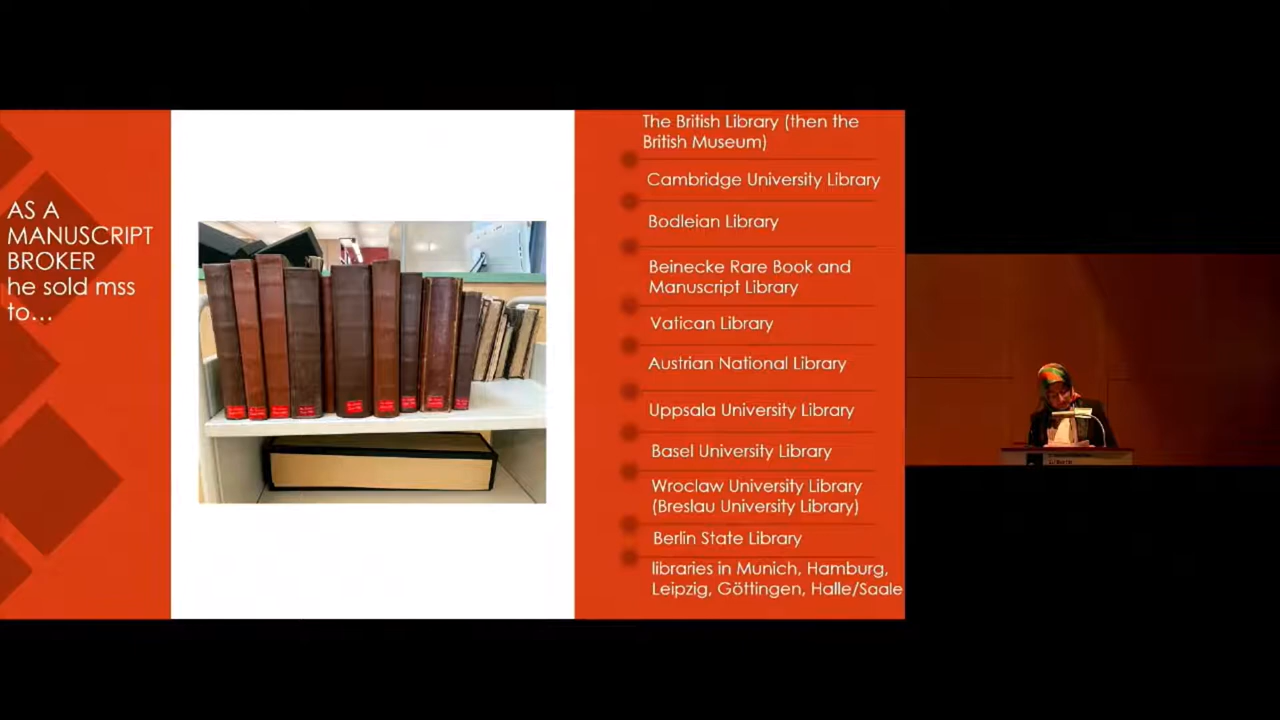 AS A
MANUSCRIPT
BROKER
he sold mss
to...
The British Library (then the
British Museum)
Cambridge University Library
Bodleian Library
Beinecke Rare Book and
Manuscript Library
Vatican Library
Austrian National Library
Uppsala University Library
Basel University Library
Wroclaw University Library
(Breslau University Library)
Berlin State Library
libraries in Munich, Hamburg,
Leipzig, Göttingen, Halle/Saale